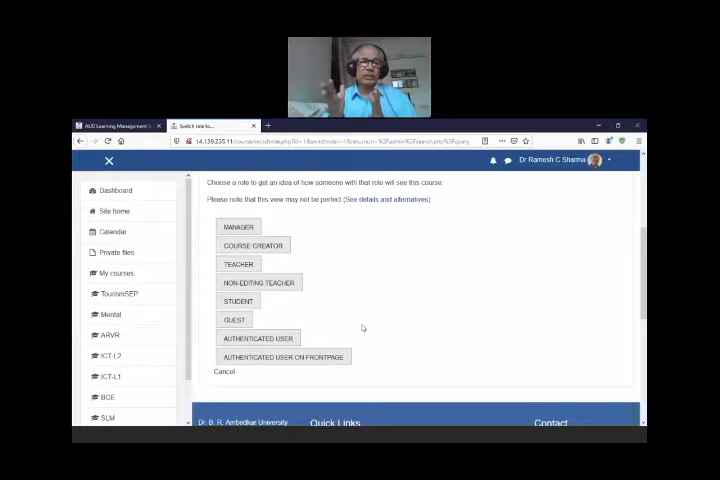 AUD Learning Management S
Switch role to...
Dr Ramesh C Sharma
Choose a role to get an idea of how someone with that role will see this course
Please note that this view may not be perfect (See details and alternatives)
Dashboard
Site home
Calendar
Private files
My courses
TourismSEP
Mental
ARVR
ICT-L2
ICT-L1
BCE
SLM
MANAGER
COURSE CREATOR
TEACHER
NON-EDITING TEACHER
STUDENT
GUEST
AUTHENTICATED USER
AUTHENTICATED USER ON FRONTPAGE
Cancel
Dr. B. R. Ambedkar University
Quick Links
Contact